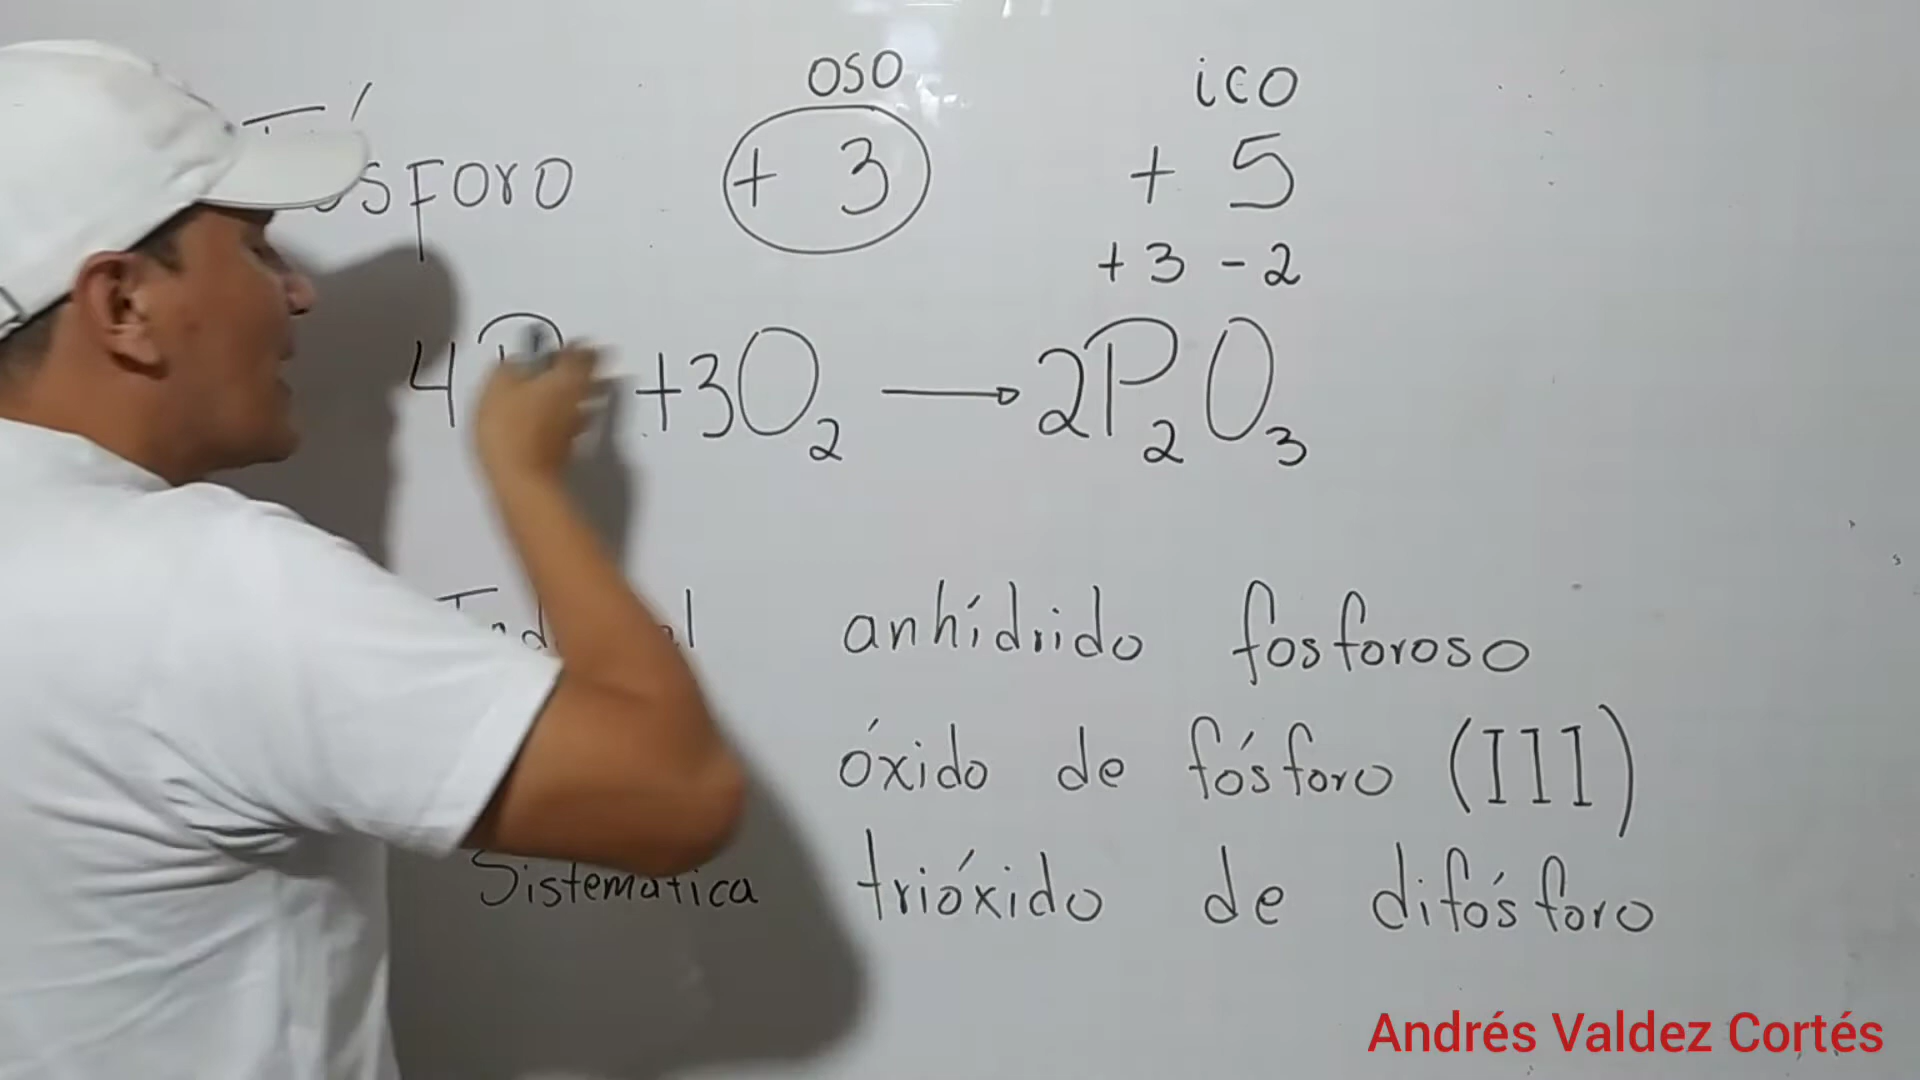 oso ico
+ 3 + 5
+3 -2
4 +3O₂ → 2P₂O₃
anhídrido fosforoso
óxido de fósforo (III)
Sistemática trióxido de difósforo
Andrés Valdez Cortés